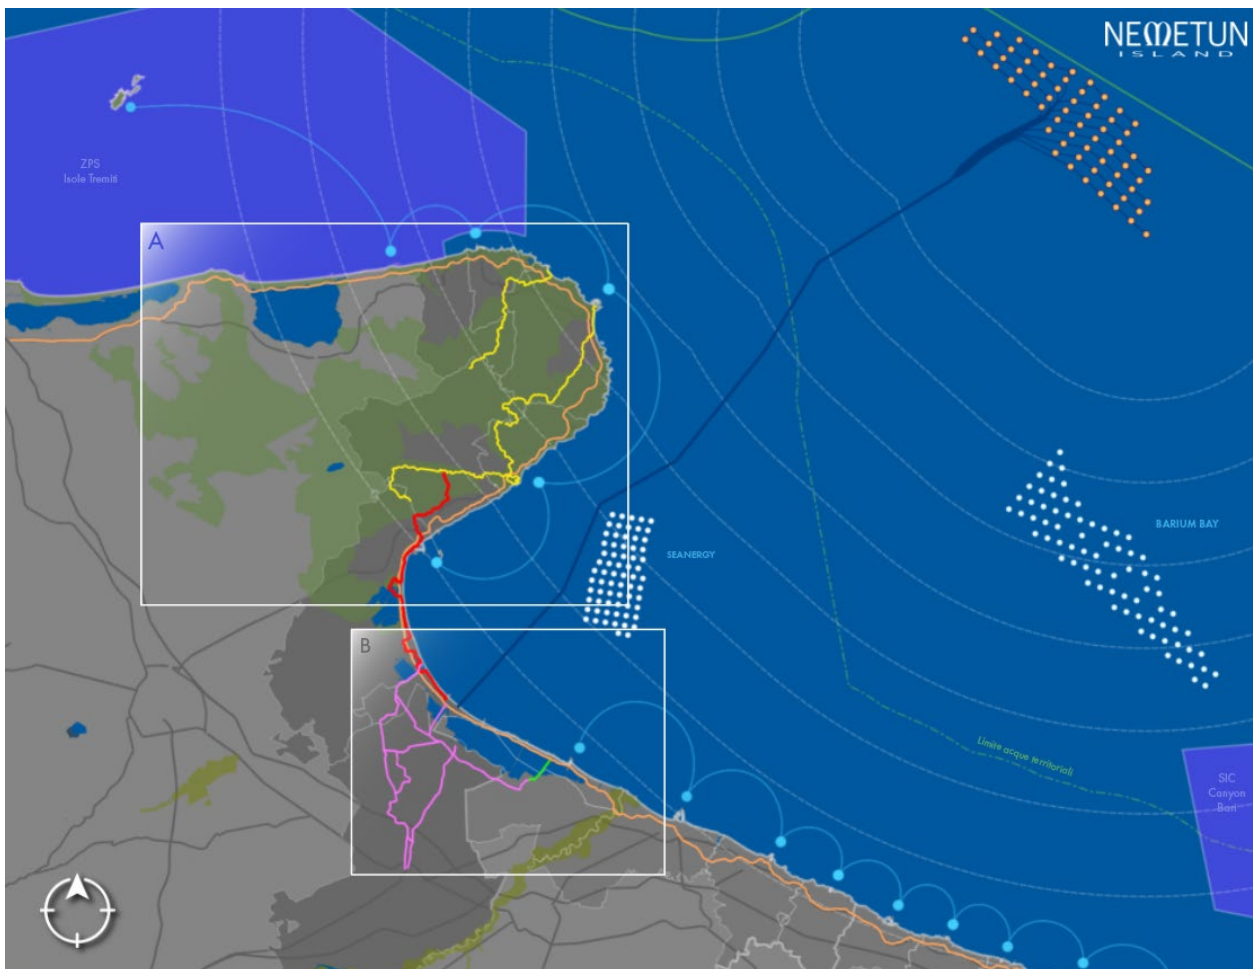 NEMETUN
ISLAND
ZPS
Isole Tremiti
A
BARIUM BAY
SEANERGY
B
Limite acque territoriali
SIC
Canyon
Bari